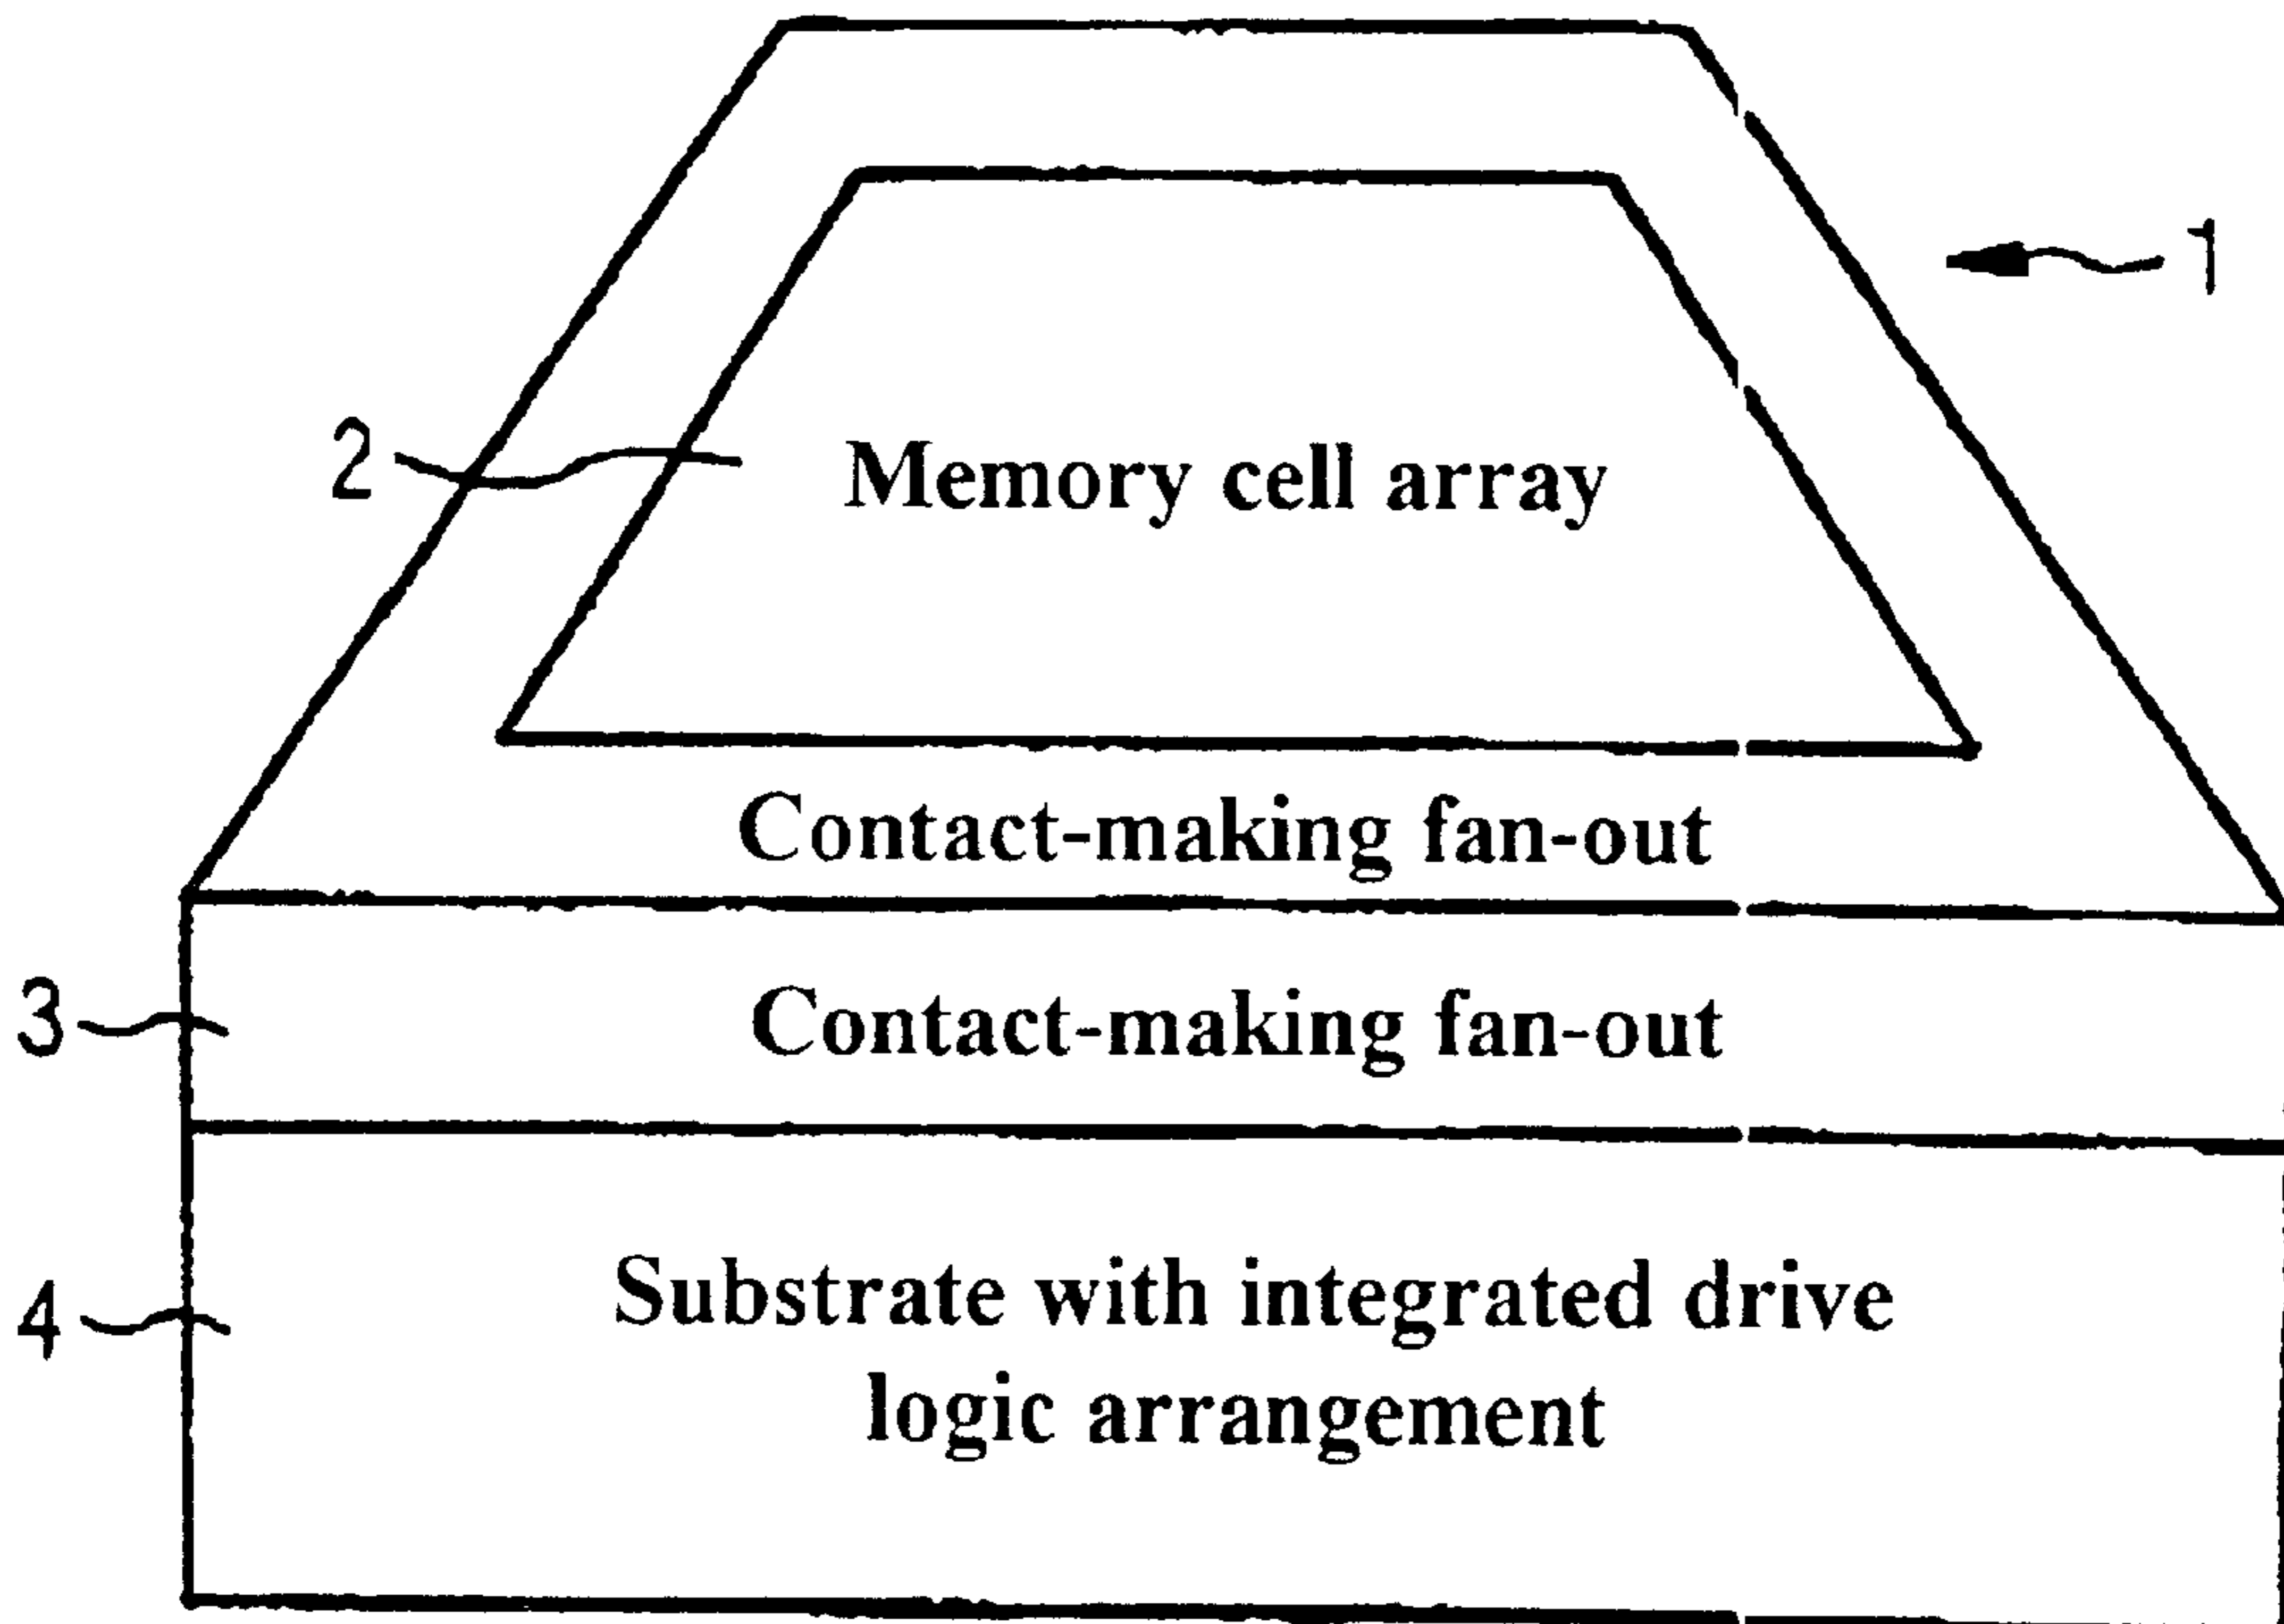 1
2
Memory cell array
Contact-making fan-out
3
Contact-making fan-out
4
Substrate with integrated drive
logic arrangement